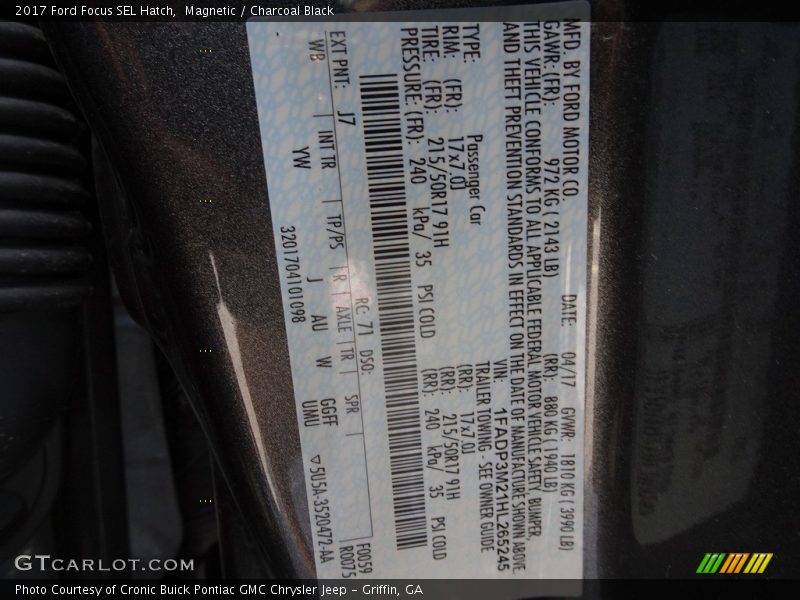 2017 Ford Focus SEL Hatch, Magnetic / Charcoal Black
MFD. BY FORD MOTOR CO.
DATE: 04/17 GVWR: 1810 KG ( 3990 LB)
GAWR: (FR): 972 KG ( 2143 LB) (RR): 880 KG ( 1940 LB)
THIS VEHICLE CONFORMS TO ALL APPLICABLE FEDERAL MOTOR VEHICLE SAFETY, BUMPER,
AND THEFT PREVENTION STANDARDS IN EFFECT ON THE DATE OF MANUFACTURE SHOWN ABOVE.
VIN: 1FADP3M21HL265245
TYPE: Passenger Car TRAILER TOWING - SEE OWNER GUIDE
RIM: (FR): 17x7.0J (RR): 17x7.0J
TIRE: (FR): 215/50R17 91H (RR): 215/50R17 91H
PRESSURE: (FR): 240 kPa/ 35 PSI COLD (RR): 240 kPa/ 35 PSI COLD
F0059
RC: 71 DSO: R0075
EXT PNT: J7
INT TR TP/PS R AXLE TR SPR
WB YW J AU W GGFF
UMU
3201704101098
5U5A-3520472-AA
GTCARLOT.COM
Photo Courtesy of Cronic Buick Pontiac GMC Chrysler Jeep - Griffin, GA